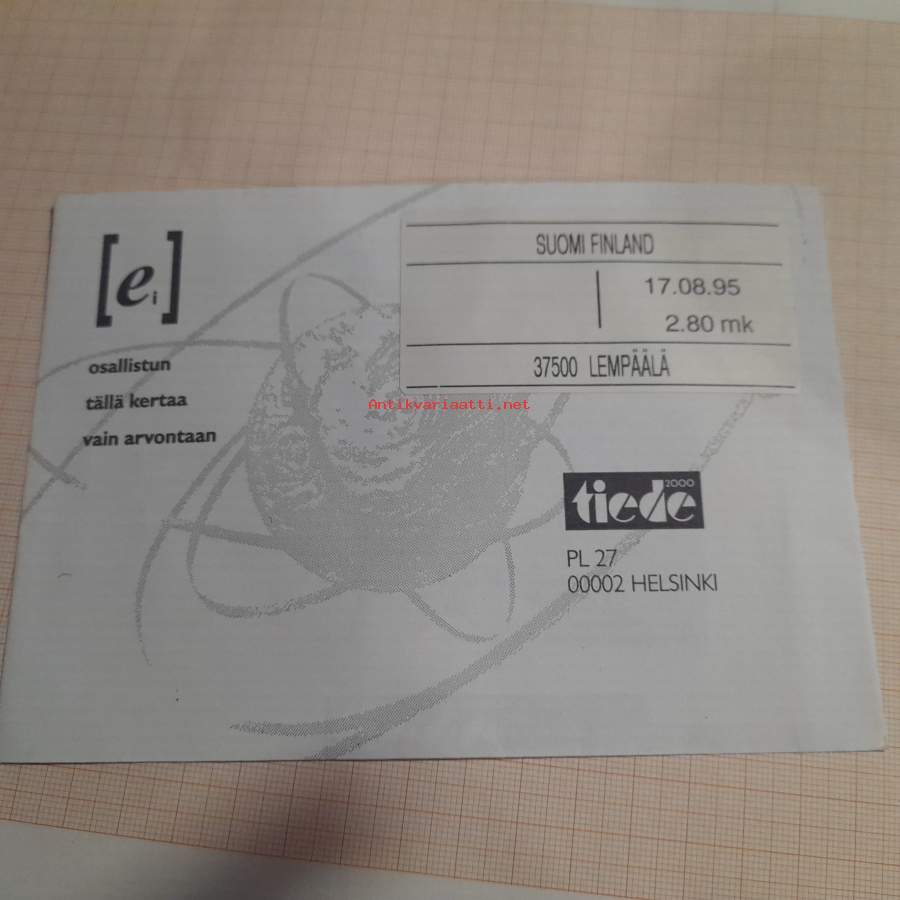 [ei]
osallistun
tällä kertaa
vain arvontaan
SUOMI FINLAND
17.08.95
2.80 mk
37500 LEMPÄÄLÄ
Antikvariaatti.net
tiede 2000
PL 27
00002 HELSINKI